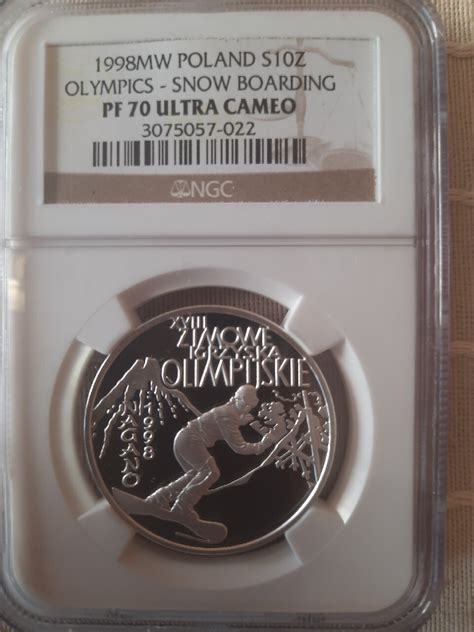 1998MW POLAND S10Z
OLYMPICS - SNOW BOARDING
PF 70 ULTRA CAMEO
3075057-022
NGC
XVIII
ZIMOWE
IGRZYSKA
OLIMPIJSKIE
NAGANO
1998